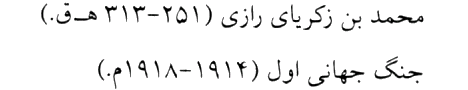 محمد بن زکریای رازی (۲۵۱-۳۱۳ هـ‌ق.)
جنگ جهانی اول (۱۹۱۴-۱۹۱۸م.)